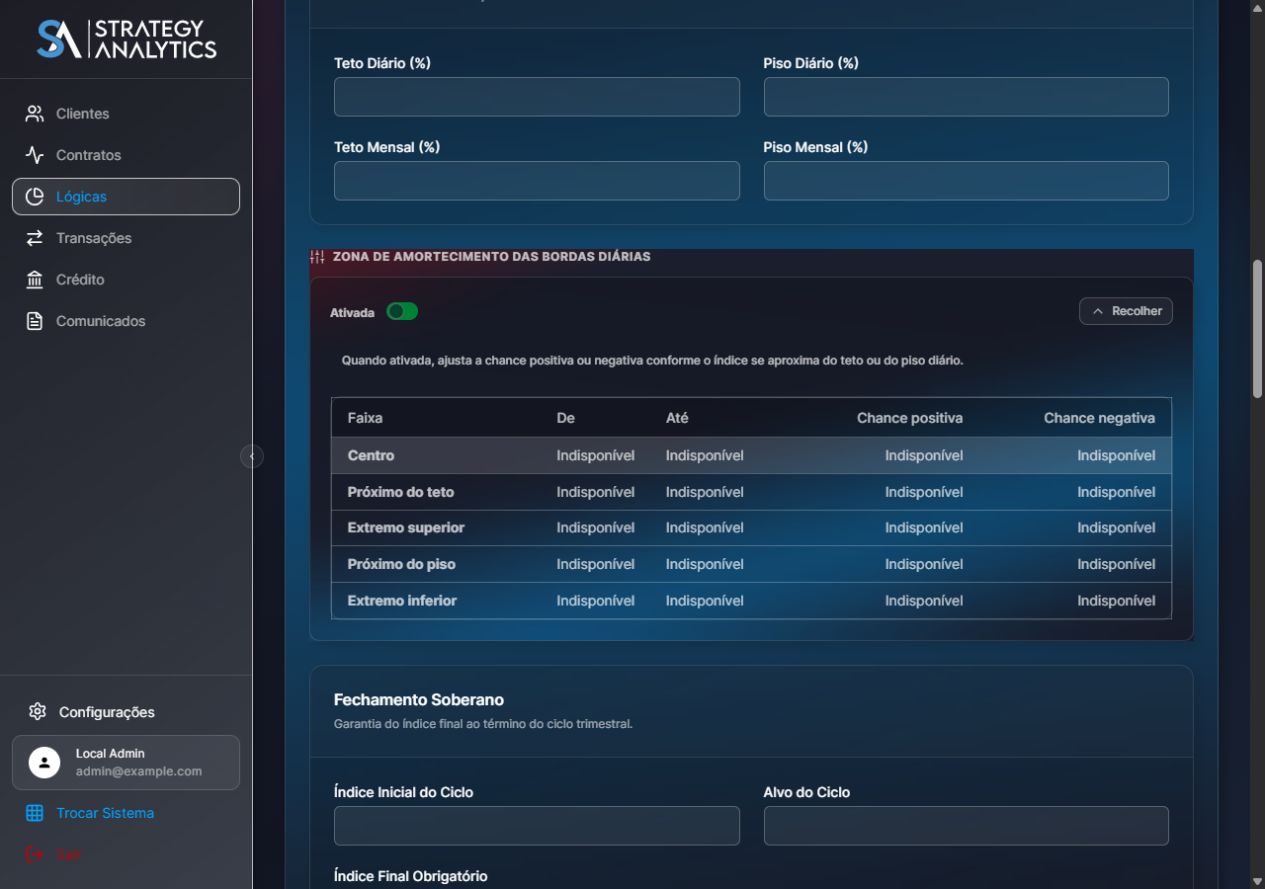 STRATEGY
ANALYTICS
Clientes
Contratos
Lógicas
Transações
Crédito
Comunicados
Configurações
Local Admin
admin@example.com
Trocar Sistema
Sair
Teto Diário (%)
Piso Diário (%)
Teto Mensal (%)
Piso Mensal (%)
ZONA DE AMORTECIMENTO DAS BORDAS DIÁRIAS
Ativada
Recolher
Quando ativada, ajusta a chance positiva ou negativa conforme o índice se aproxima do teto ou do piso diário.
Faixa De Até Chance positiva Chance negativa
Centro Indisponível Indisponível Indisponível Indisponível
Próximo do teto Indisponível Indisponível Indisponível Indisponível
Extremo superior Indisponível Indisponível Indisponível Indisponível
Próximo do piso Indisponível Indisponível Indisponível Indisponível
Extremo inferior Indisponível Indisponível Indisponível Indisponível
Fechamento Soberano
Garantia do índice final ao término do ciclo trimestral.
Índice Inicial do Ciclo
Alvo do Ciclo
Índice Final Obrigatório